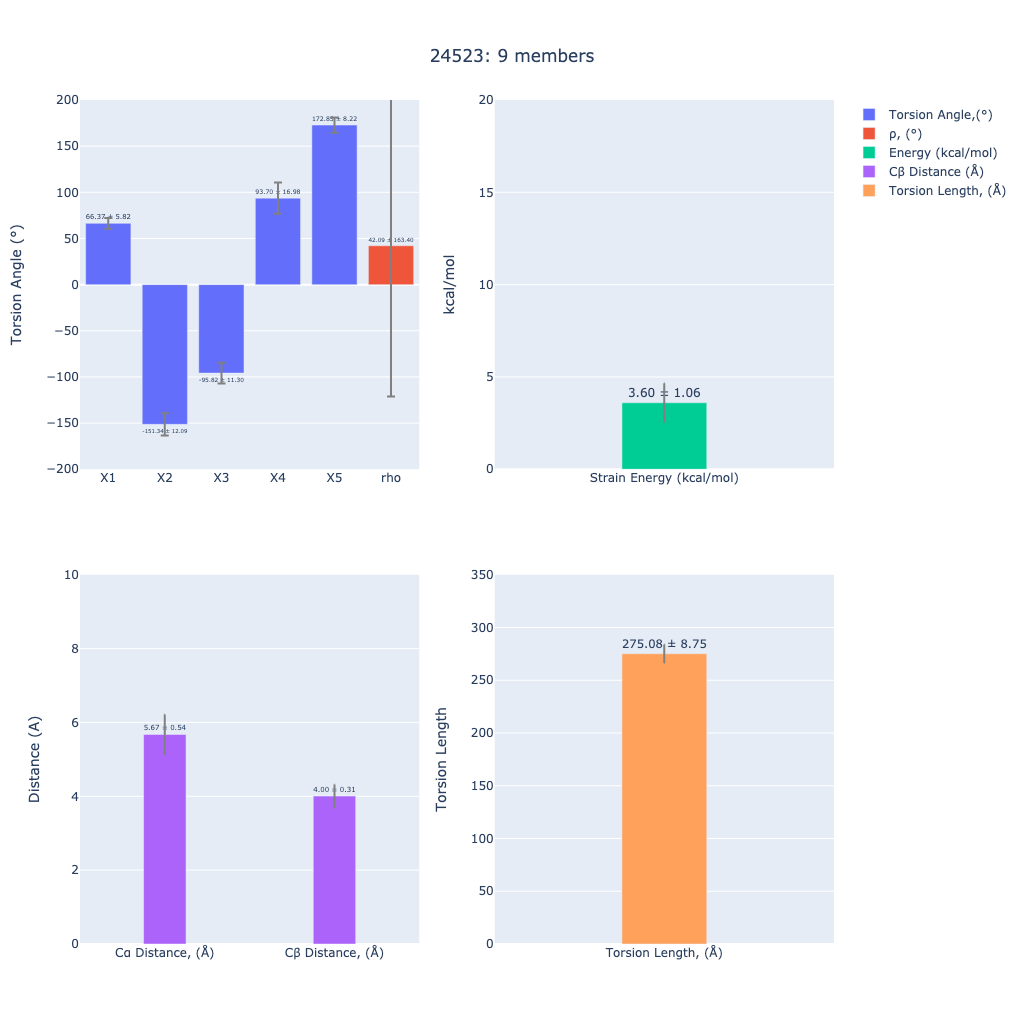 24523: 9 members
Torsion Angle (°)
200
150
100
50
0
−50
−100
−150
−200
66.37 ± 5.82
-151.34 ± 12.09
-95.82 ± 11.30
93.70 ± 16.98
172.85 ± 8.22
42.09 ± 163.40
X1 X2 X3 X4 X5 rho
kcal/mol
20
15
10
5
0
3.60 ± 1.06
Strain Energy (kcal/mol)
Torsion Angle,(°)
ρ, (°)
Energy (kcal/mol)
Cβ Distance (Å)
Torsion Length, (Å)
Distance (A)
10
8
6
4
2
0
5.67 ± 0.54
4.00 ± 0.31
Cα Distance, (Å) Cβ Distance, (Å)
Torsion Length
350
300
250
200
150
100
50
0
275.08 ± 8.75
Torsion Length, (Å)